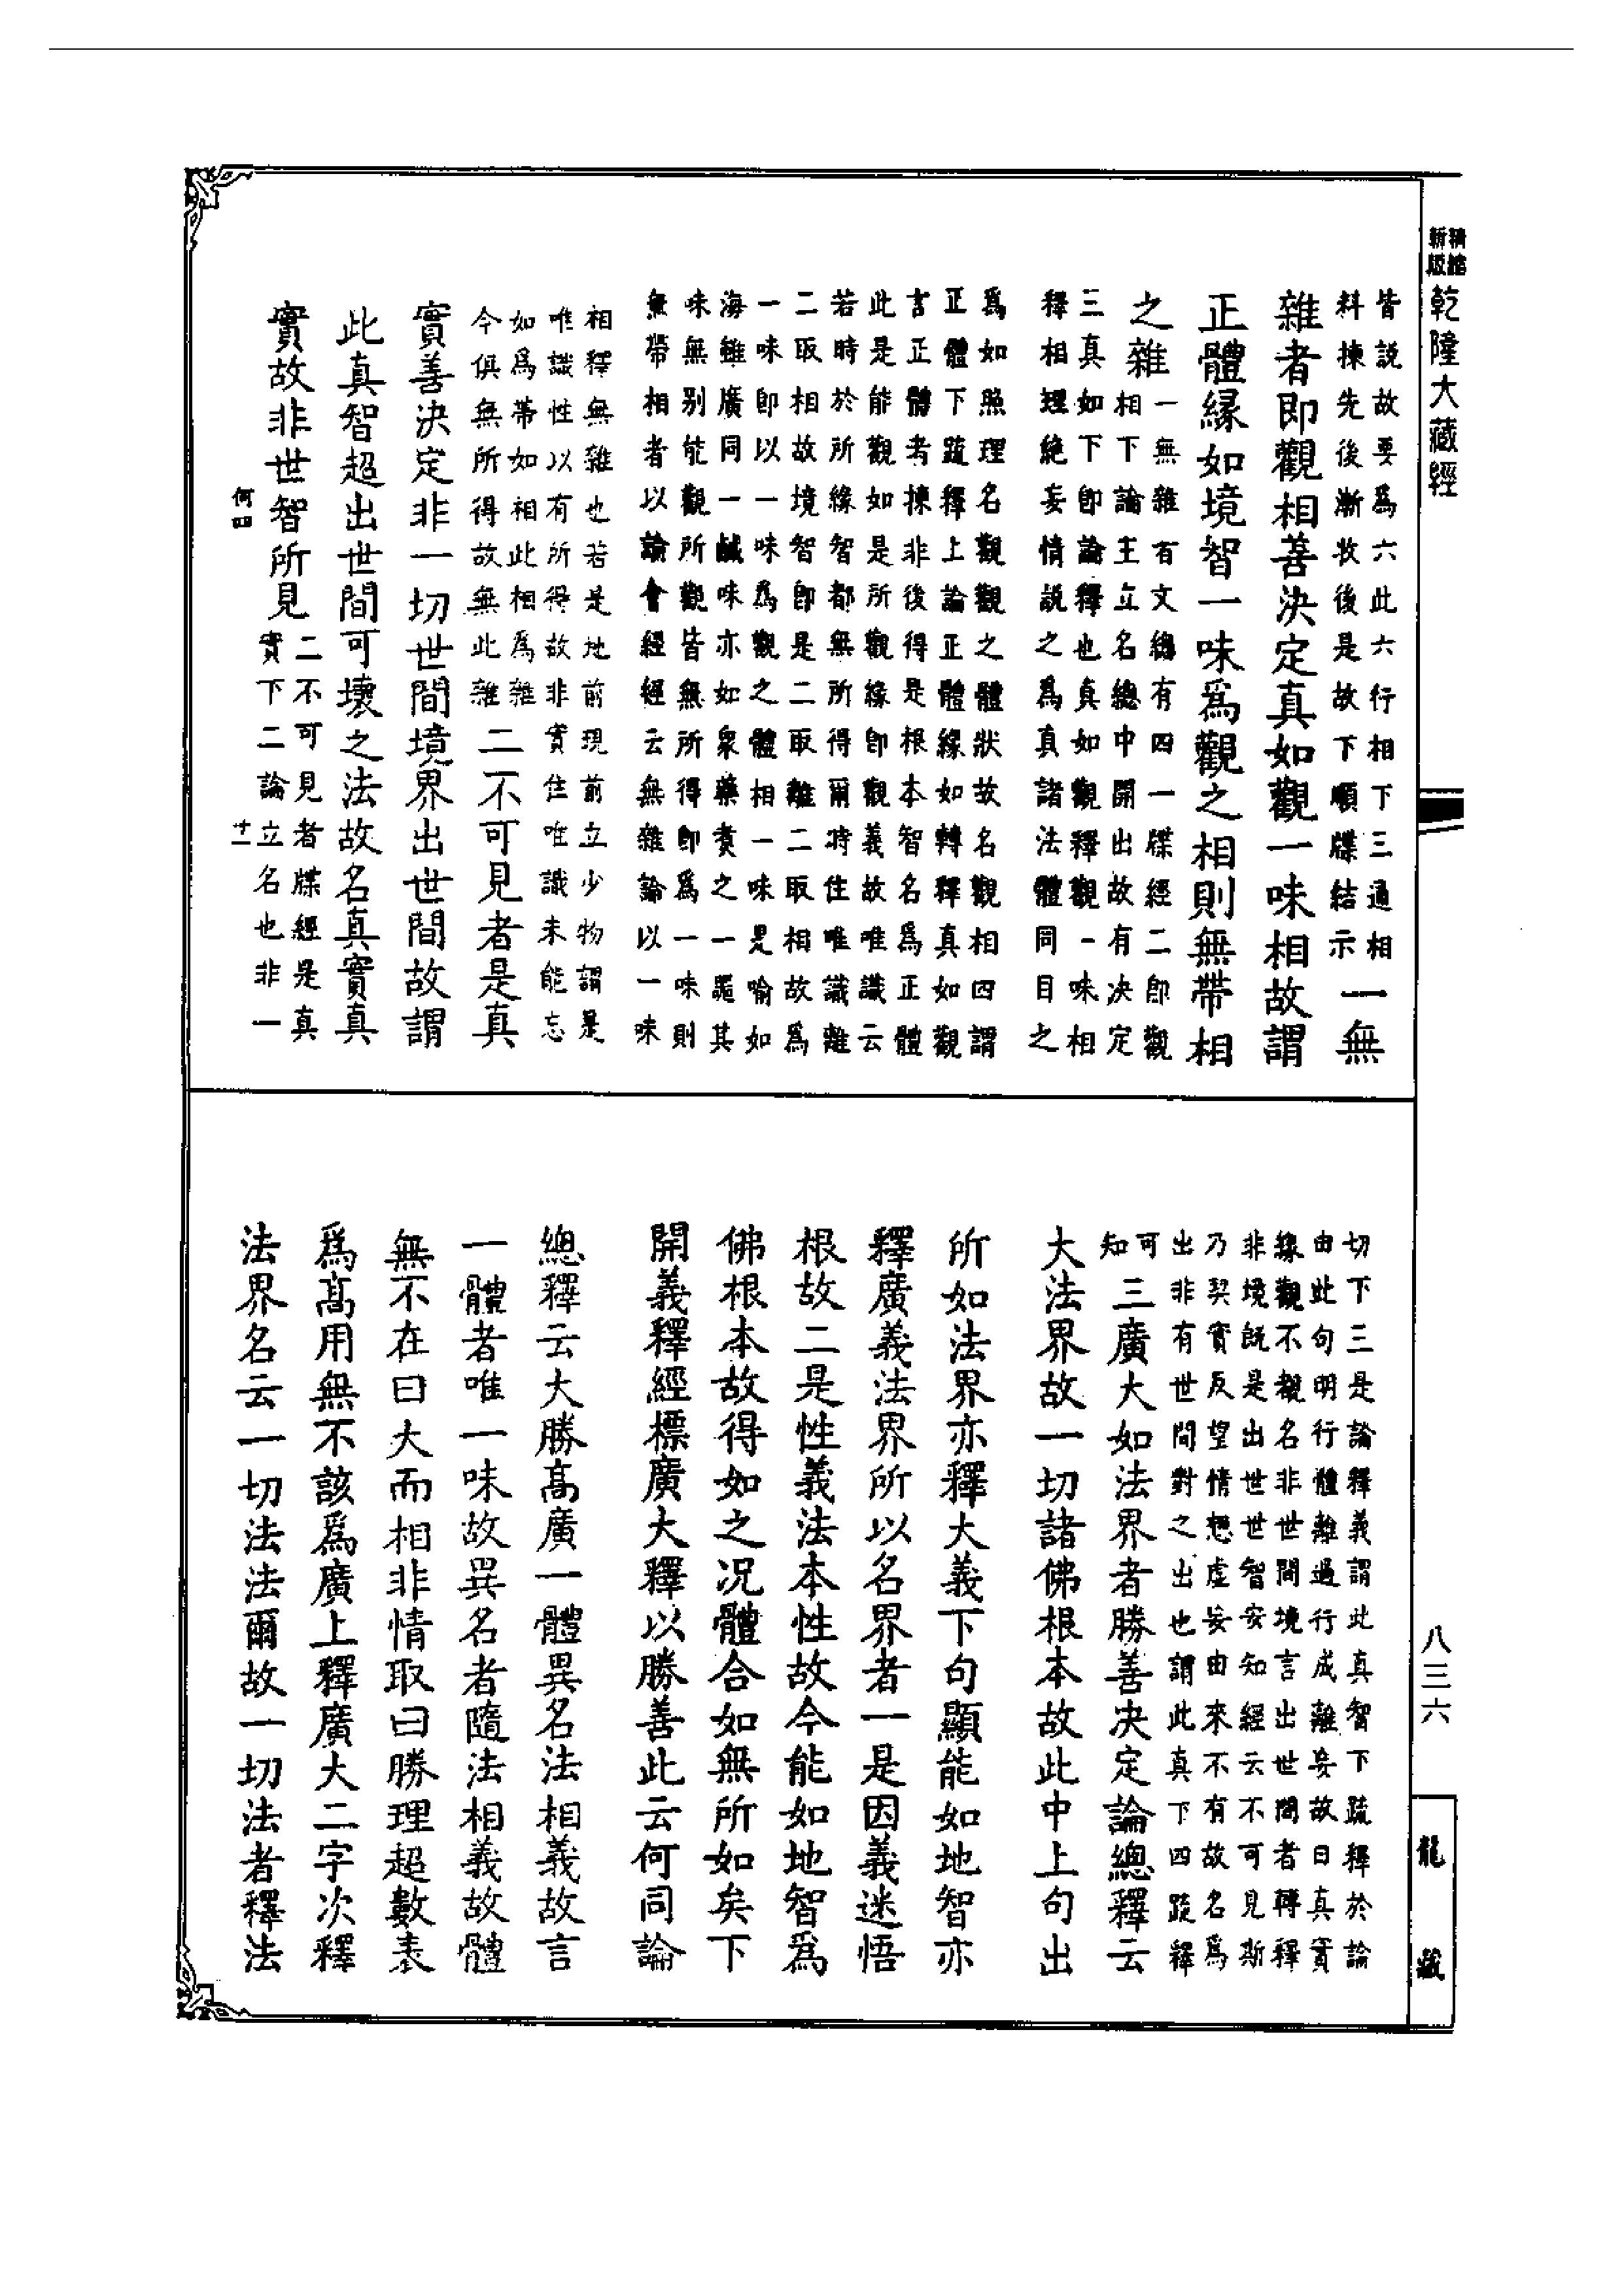 精縮
新版
乾隆大藏經
皆說故要爲六此六行相下三通相
料揀先後漸收後是故下順牒結示
一無
雜者即觀相善決定真如觀一味相故謂
正體緣如境智一味爲觀之相則無帶相
之雜
一無雜有文總有四一牒經二即觀
相下論主立名總中開出故有決定
三真如下即論釋也真如觀釋觀一味相
釋相理絶妄情説之爲真諸法體同目之
爲如照理名觀觀之體狀故名觀相四謂
正體下疏釋上論正體緣如轉釋真如觀
言正體者揀非後得是根本智名爲正體
此是能觀如是所觀緣即觀義故唯識云
若時於所緣智都無所得爾時住唯識離
二取相故境智即是二取離二取相故爲
一味即以一味爲觀之體相一味是喻如
海雖廣同一鹹味亦如衆藥煑之一噐其
味無別能觀所觀皆無所得即爲一味則
無帶相者以論會經經云無雜論以一味
相釋無雜也若是地前現前立少物謂是
唯識性以有所得故非實住唯識未能忘
如爲帶如相此相爲雜
今俱無所得故無此雜
二不可見者是真
實善決定非一切世間境界出世間故謂
此真智超出世間可壞之法故名真實真
實故非世智所見
二不可見者牒經是真
實下二論立名也非一
何四
廿一
切下三是論釋義謂此真智下疏釋於論
由此句明行體離過行成離妄故曰真實
緣觀不觀名非世間境言出世間者轉釋
非境既是出世世智安知經云不可見斯
乃契實反望情想虛妄由來不有故名爲
出非有世間對之出也謂此真下四疏釋
可
知
三廣大如法界者勝善決定論總釋云
大法界故一切諸佛根本故此中上句出
所如法界亦釋大義下句顯能如地智亦
釋廣義法界所以名界者一是因義迷悟
根故二是性義法本性故今能如地智爲
佛根本故得如之况體合如無所如矣下
開義釋經標廣大釋以勝善此云何同論
總釋云大勝高廣一體異名法相義故言
一體者唯一味故異名者隨法相義故體
無不在曰大而相非情取曰勝理超數表
爲高用無不該爲廣上釋廣大二字次釋
法界名云一切法法爾故一切法者釋法
八三六
龍藏